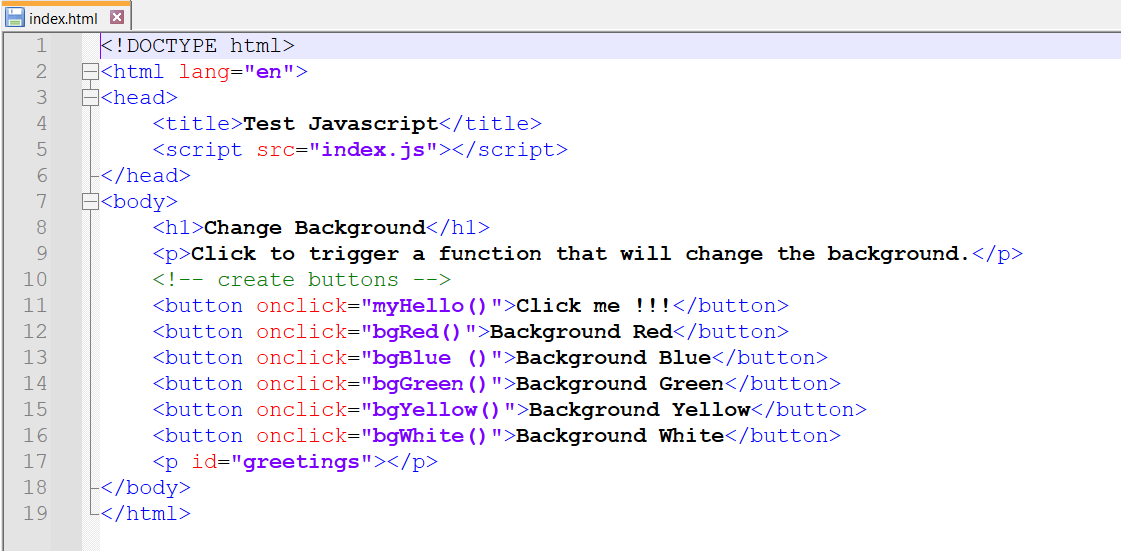 index.html
1 <!DOCTYPE html>
2 <html lang="en">
3 <head>
4 <title>Test Javascript</title>
5 <script src="index.js"></script>
6 </head>
7 <body>
8 <h1>Change Background</h1>
9 <p>Click to trigger a function that will change the background.</p>
10 <!-- create buttons -->
11 <button onclick="myHello()">Click me !!!</button>
12 <button onclick="bgRed()">Background Red</button>
13 <button onclick="bgBlue ()">Background Blue</button>
14 <button onclick="bgGreen()">Background Green</button>
15 <button onclick="bgYellow()">Background Yellow</button>
16 <button onclick="bgWhite()">Background White</button>
17 <p id="greetings"></p>
18 </body>
19 </html>